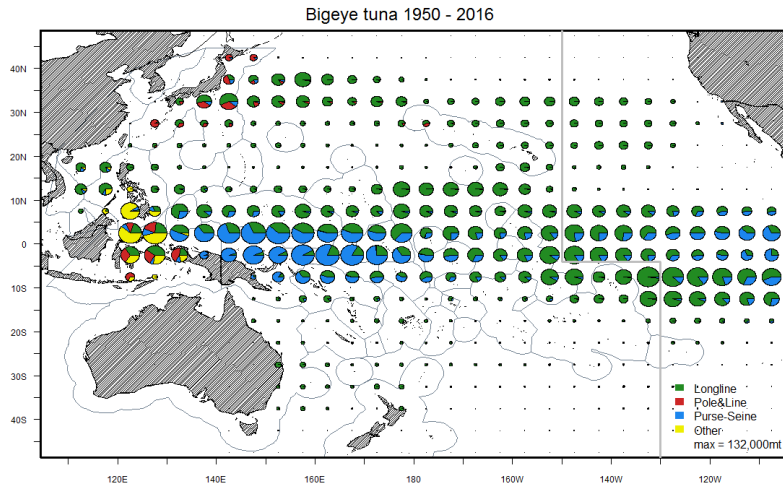 Bigeye tuna 1950 - 2016
40N
30N
20N
10N
0
10S
20S
30S
40S
Longline
Pole&Line
Purse-Seine
Other
max = 132,000mt
120E 140E 160E 180 160W 140W 120W